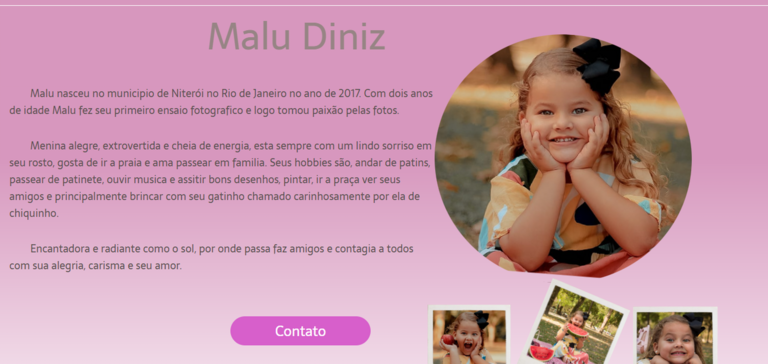 Malu Diniz
Malu nasceu no municipio de Niterói no Rio de Janeiro no ano de 2017. Com dois anos
de idade Malu fez seu primeiro ensaio fotografico e logo tomou paixão pelas fotos.
Menina alegre, extrovertida e cheia de energia, esta sempre com um lindo sorriso em
seu rosto, gosta de ir a praia e ama passear em familia. Seus hobbies são, andar de patins,
passear de patinete, ouvir musica e assitir bons desenhos, pintar, ir a praça ver seus
amigos e principalmente brincar com seu gatinho chamado carinhosamente por ela de
chiquinho.
Encantadora e radiante como o sol, por onde passa faz amigos e contagia a todos
com sua alegria, carisma e seu amor.
Contato